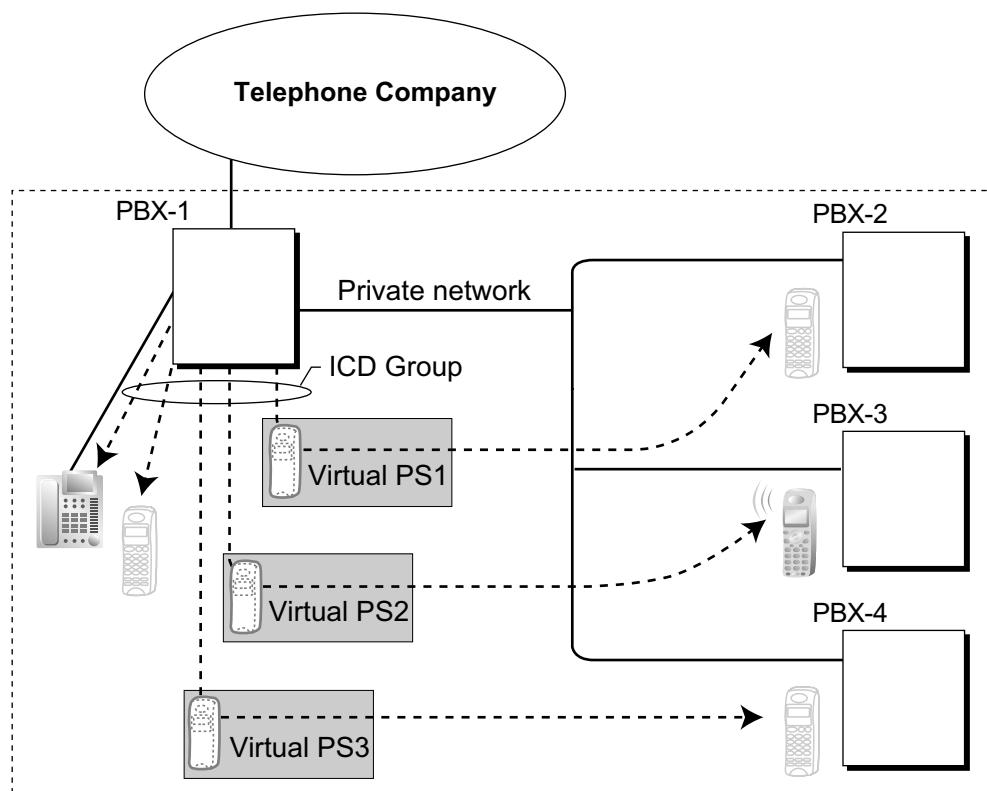 Telephone Company
PBX-1
PBX-2
Private network
ICD Group
PBX-3
Virtual PS1
Virtual PS2
PBX-4
Virtual PS3